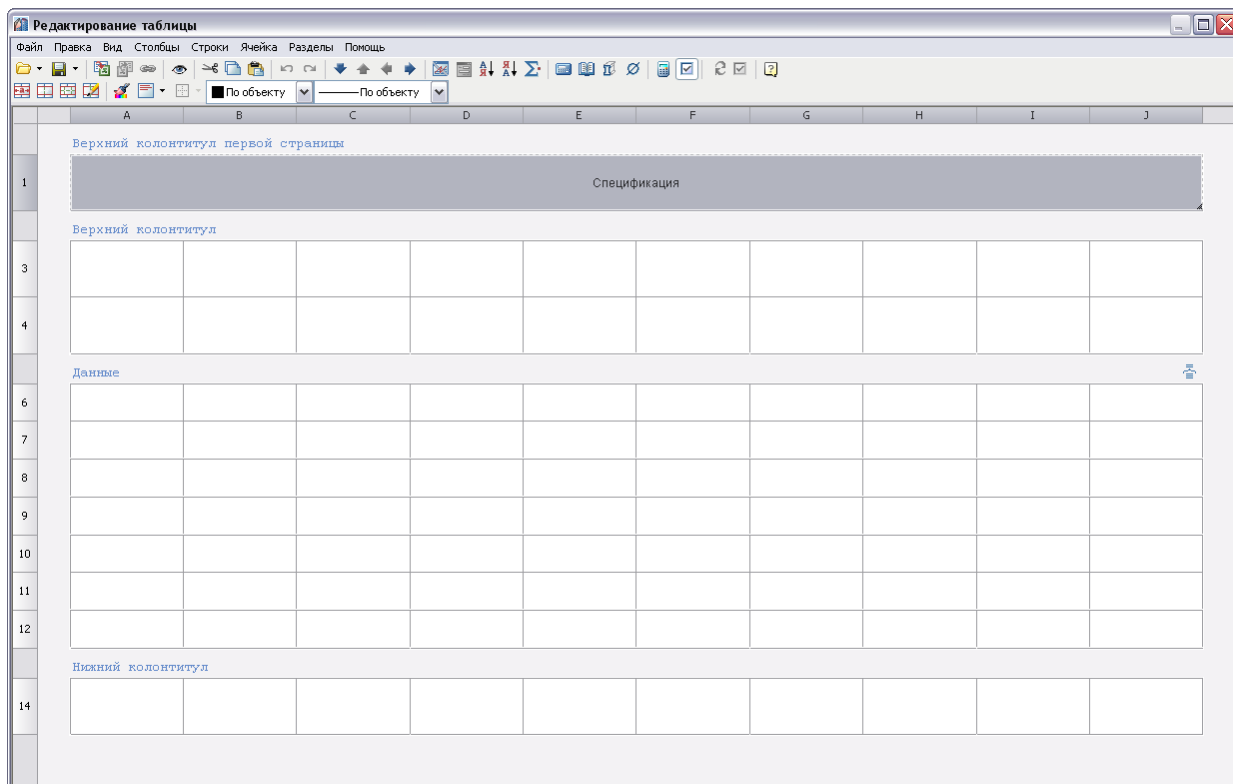 Редактирование таблицы
Файл Правка Вид Столбцы Строки Ячейка Разделы Помощь
По объекту По объекту
A B C D E F G H I J
Верхний колонтитул первой страницы
1 Спецификация
Верхний колонтитул
3
4
Данные
6
7
8
9
10
11
12
Нижний колонтитул
14